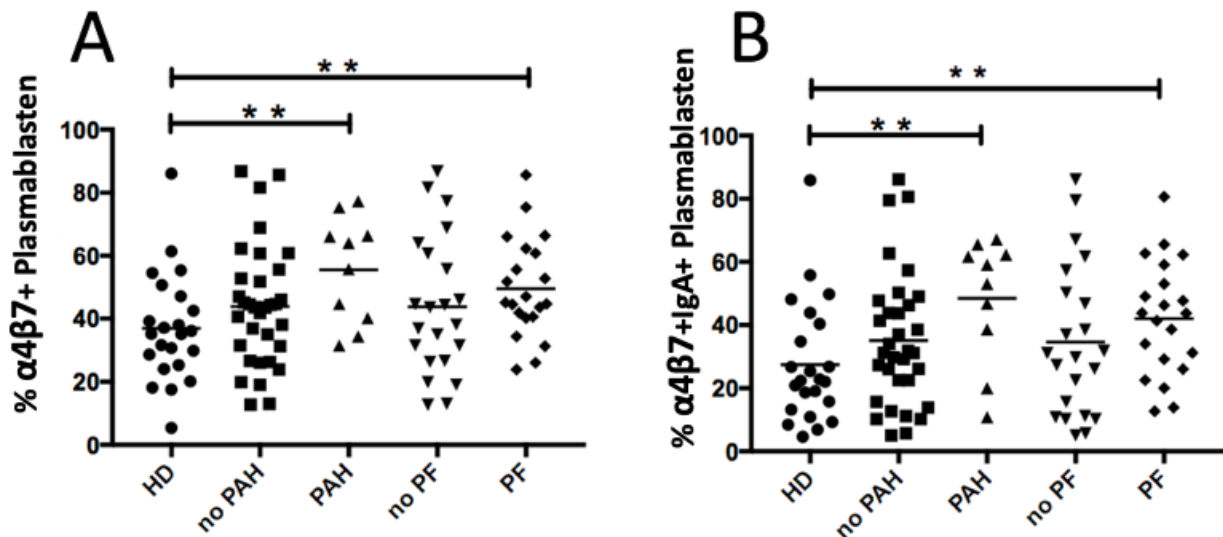 A
% α4β7+ Plasmablasten
* *
* *
100
80
60
40
20
0
HD
no PAH
PAH
no PF
PF
B
% α4β7+IgA+ Plasmablasten
* *
* *
100
80
60
40
20
0
HD
no PAH
PAH
no PF
PF